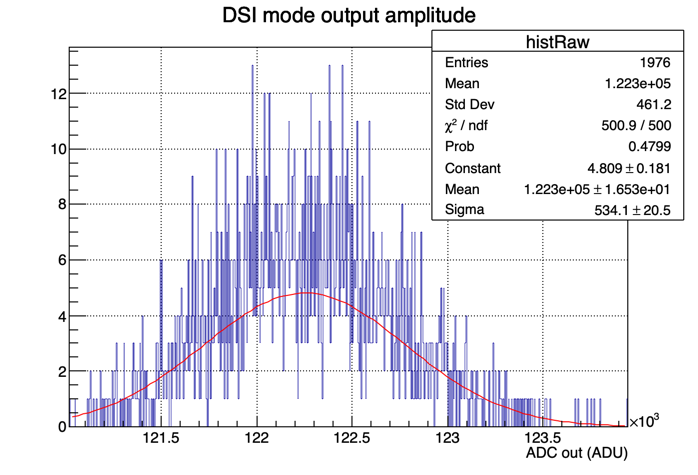 DSI mode output amplitude
histRaw
Entries 1976
Mean 1.223e+05
Std Dev 461.2
χ² / ndf 500.9 / 500
Prob 0.4799
Constant 4.809 ± 0.181
Mean 1.223e+05 ± 1.653e+01
Sigma 534.1 ± 20.5
12
10
8
6
4
2
0
121.5 122 122.5 123 123.5
×10³
ADC out (ADU)